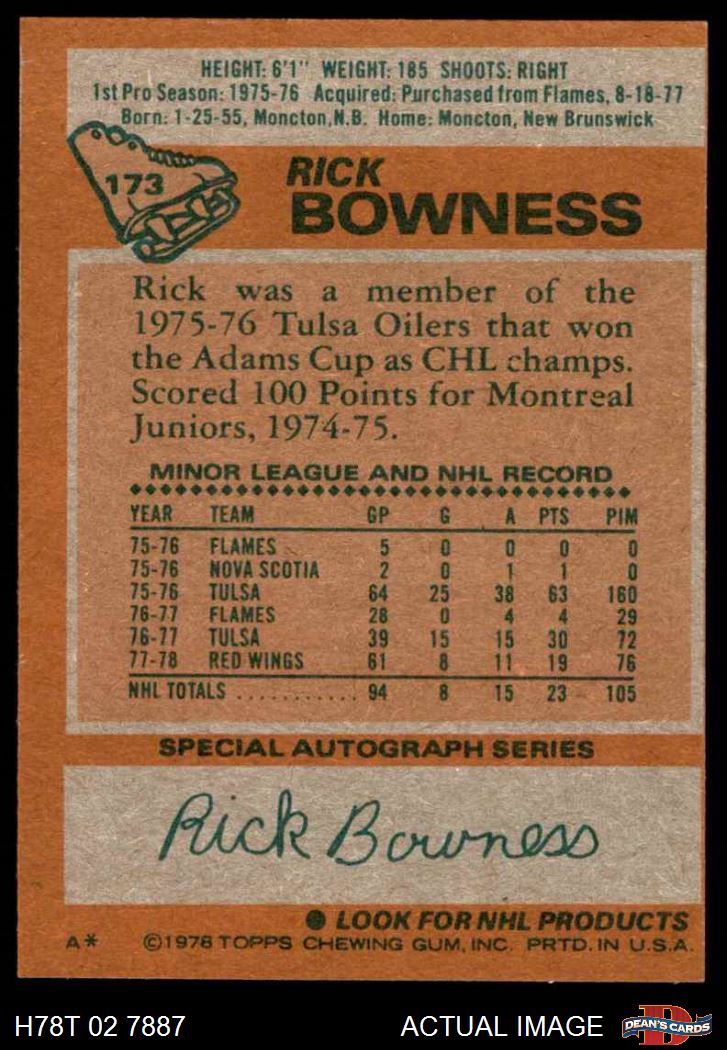 HEIGHT: 6'1" WEIGHT: 185 SHOOTS: RIGHT
1st Pro Season: 1975-76 Acquired: Purchased from Flames, 8-18-77
Born: 1-25-55, Moncton, N.B. Home: Moncton, New Brunswick
173
RICK
BOWNESS
Rick was a member of the
1975-76 Tulsa Oilers that won
the Adams Cup as CHL champs.
Scored 100 Points for Montreal
Juniors, 1974-75.
MINOR LEAGUE AND NHL RECORD
YEAR TEAM GP G A PTS PIM
75-76 FLAMES 5 0 0 0 0
75-76 NOVA SCOTIA 2 0 1 1 0
75-76 TULSA 64 25 38 63 160
76-77 FLAMES 28 0 4 4 29
76-77 TULSA 39 15 15 30 72
77-78 RED WINGS 61 8 11 19 76
NHL TOTALS ............ 94 8 15 23 105
SPECIAL AUTOGRAPH SERIES
Rick Bowness
● LOOK FOR NHL PRODUCTS
A* ©1978 TOPPS CHEWING GUM, INC. PRTD. IN U.S.A.
H78T 02 7887 ACTUAL IMAGE DEAN'S CARDS